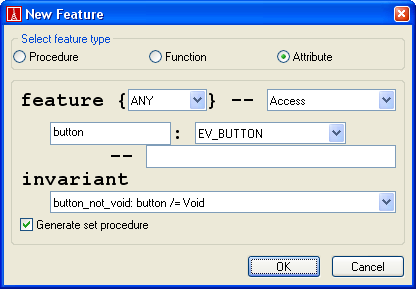 New Feature
Select feature type
Procedure Function Attribute
feature { ANY } -- Access
button : EV_BUTTON
--
invariant
button_not_void: button /= Void
Generate set procedure
OK Cancel